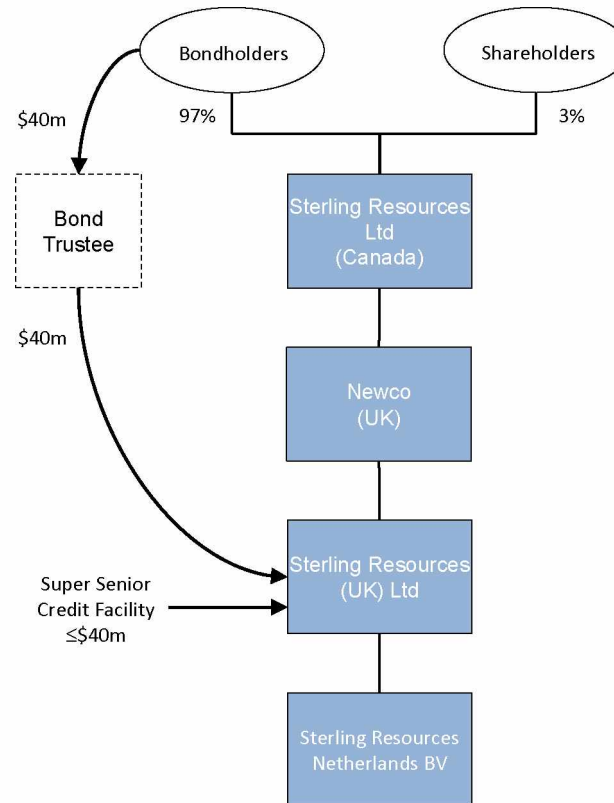 Bondholders
Shareholders
$40m
97%
3%
Bond
Trustee
Sterling Resources
Ltd
(Canada)
$40m
Newco
(UK)
Sterling Resources
(UK) Ltd
Super Senior
Credit Facility
≤$40m
Sterling Resources
Netherlands BV